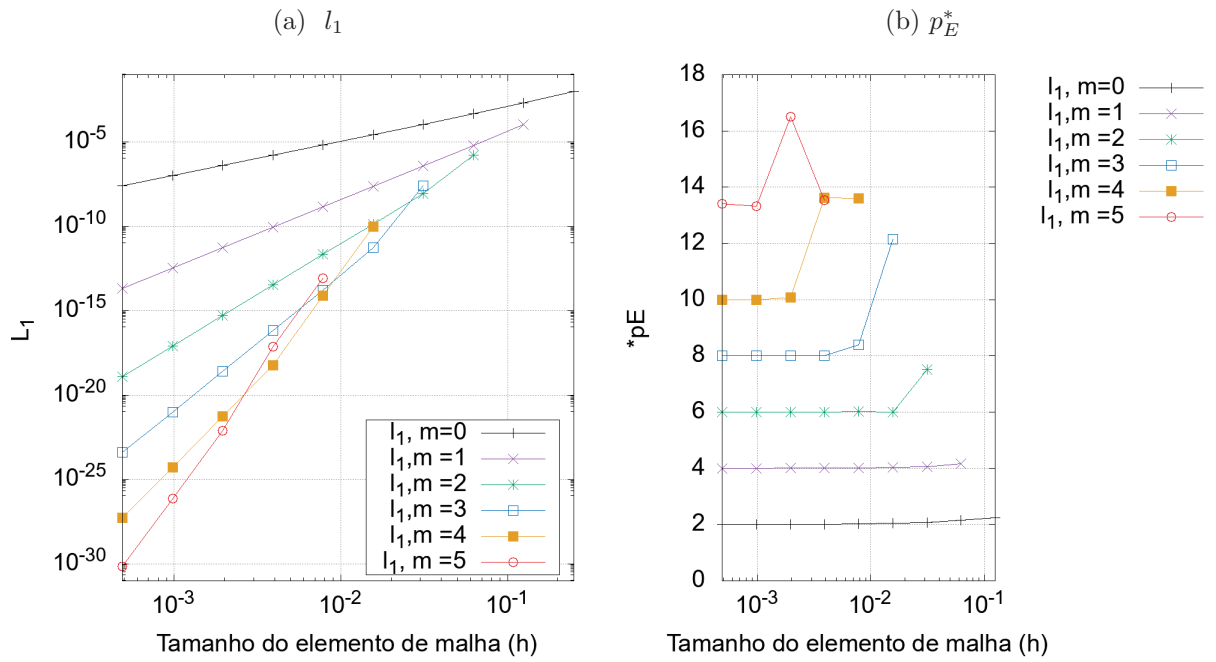 (a) l₁
(b) p*_E
L₁
10⁻⁵
10⁻¹⁰
10⁻¹⁵
10⁻²⁰
10⁻²⁵
10⁻³⁰
10⁻³
10⁻²
10⁻¹
Tamanho do elemento de malha (h)
l₁, m=0
l₁,m =1
l₁,m =2
l₁,m =3
l₁,m =4
l₁,m =5
*pE
18
16
14
12
10
8
6
4
2
0
10⁻³
10⁻²
10⁻¹
Tamanho do elemento de malha (h)
l₁, m=0
l₁,m =1
l₁,m =2
l₁,m =3
l₁,m =4
l₁, m =5